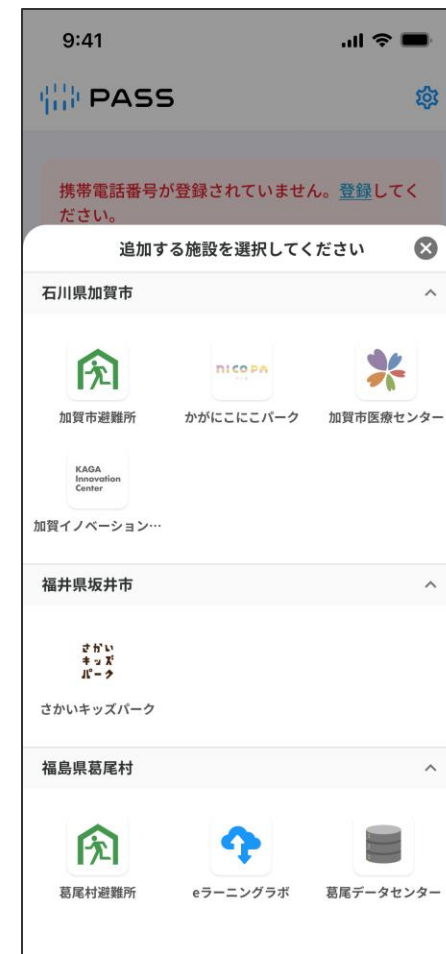 9:41
PASS
携帯電話番号が登録されていません。登録してく
ださい。
追加する施設を選択してください
石川県加賀市
nicopa
加賀市避難所 かがにこにこパーク 加賀市医療センター
KAGA
Innovation
Center
加賀イノベーション…
福井県坂井市
さかい
キッズ
パーク
さかいキッズパーク
福島県葛尾村
葛尾村避難所 eラーニングラボ 葛尾データセンター